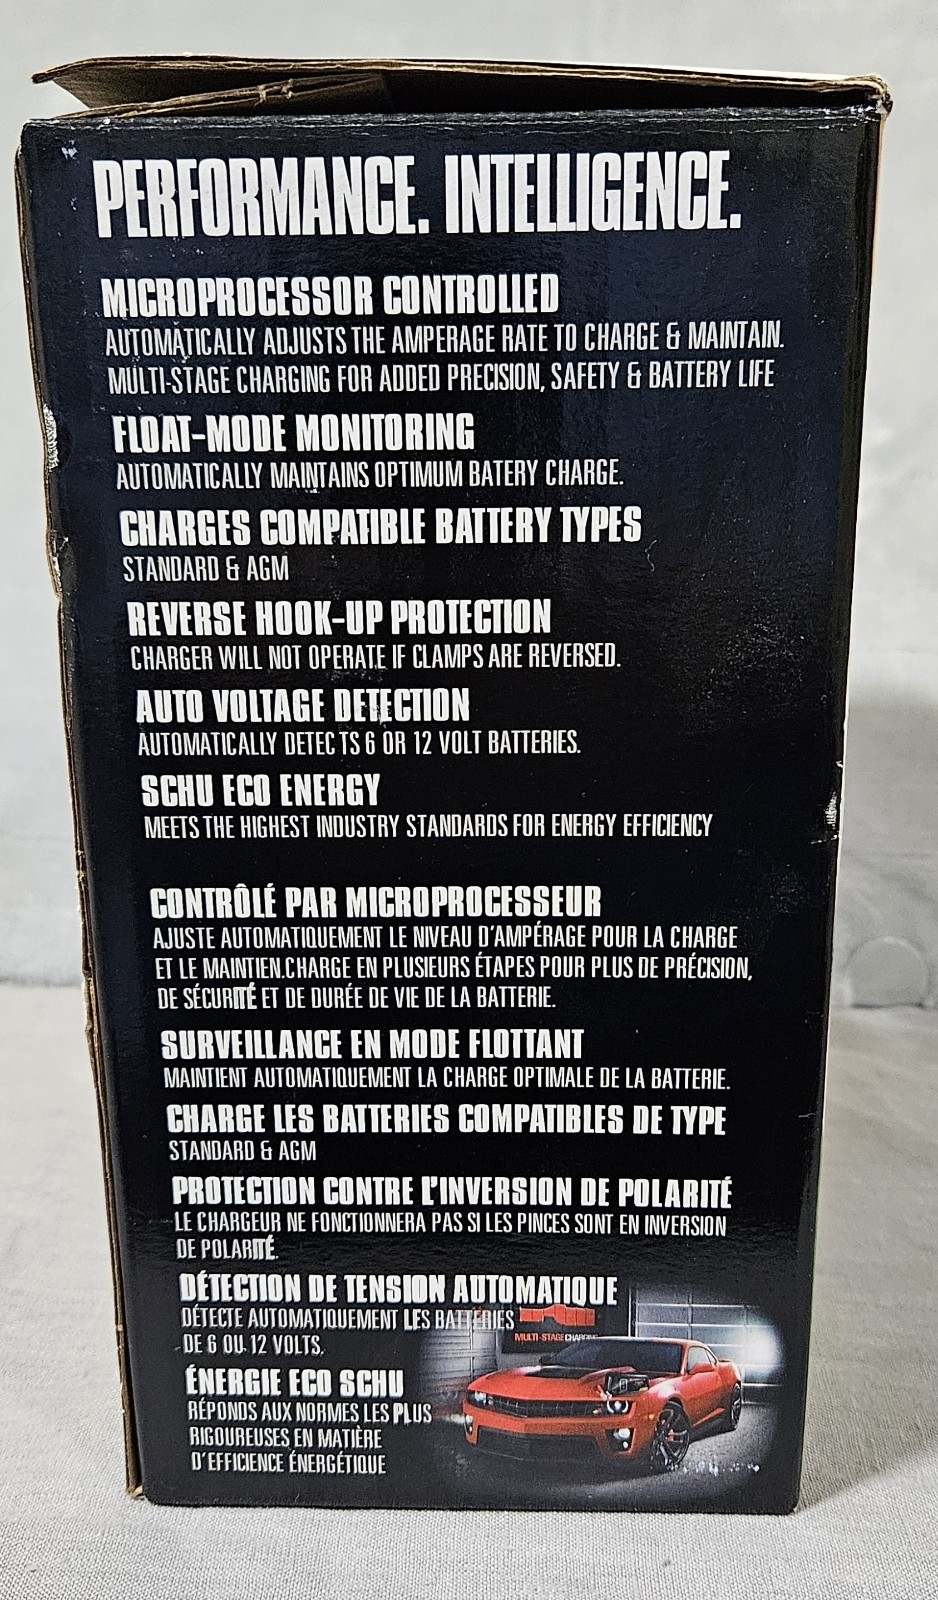 PERFORMANCE. INTELLIGENCE.
MICROPROCESSOR CONTROLLED
AUTOMATICALLY ADJUSTS THE AMPERAGE RATE TO CHARGE & MAINTAIN.
MULTI-STAGE CHARGING FOR ADDED PRECISION, SAFETY & BATTERY LIFE
FLOAT-MODE MONITORING
AUTOMATICALLY MAINTAINS OPTIMUM BATERY CHARGE.
CHARGES COMPATIBLE BATTERY TYPES
STANDARD & AGM
REVERSE HOOK-UP PROTECTION
CHARGER WILL NOT OPERATE IF CLAMPS ARE REVERSED.
AUTO VOLTAGE DETECTION
AUTOMATICALLY DETEC TS 6 OR 12 VOLT BATTERIES.
SCHU ECO ENERGY
MEETS THE HIGHEST INDUSTRY STANDARDS FOR ENERGY EFFICIENCY
CONTRÔLÉ PAR MICROPROCESSEUR
AJUSTE AUTOMATIQUEMENT LE NIVEAU D'AMPÉRAGE POUR LA CHARGE
ET LE MAINTIEN.CHARGE EN PLUSIEURS ÉTAPES POUR PLUS DE PRÉCISION,
DE SÉCURITÉ ET DE DURÉE DE VIE DE LA BATTERIE.
SURVEILLANCE EN MODE FLOTTANT
MAINTIENT AUTOMATIQUEMENT LA CHARGE OPTIMALE DE LA BATTERIE.
CHARGE LES BATTERIES COMPATIBLES DE TYPE
STANDARD & AGM
PROTECTION CONTRE L'INVERSION DE POLARITÉ
LE CHARGEUR NE FONCTIONNERA PAS SI LES PINCES SONT EN INVERSION
DE POLARITÉ.
DÉTECTION DE TENSION AUTOMATIQUE
DÉTECTE AUTOMATIQUEMENT LES BATTERIES
DE 6 OU 12 VOLTS.
MULTI-STAGE CHARGING
ÉNERGIE ECO SCHU
RÉPONDS AUX NORMES LES PLUS
RIGOUREUSES EN MATIÈRE
D'EFFICIENCE ÉNERGÉTIQUE